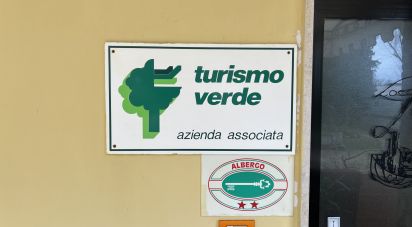 turismo
verde
azienda associata
ALBERGO